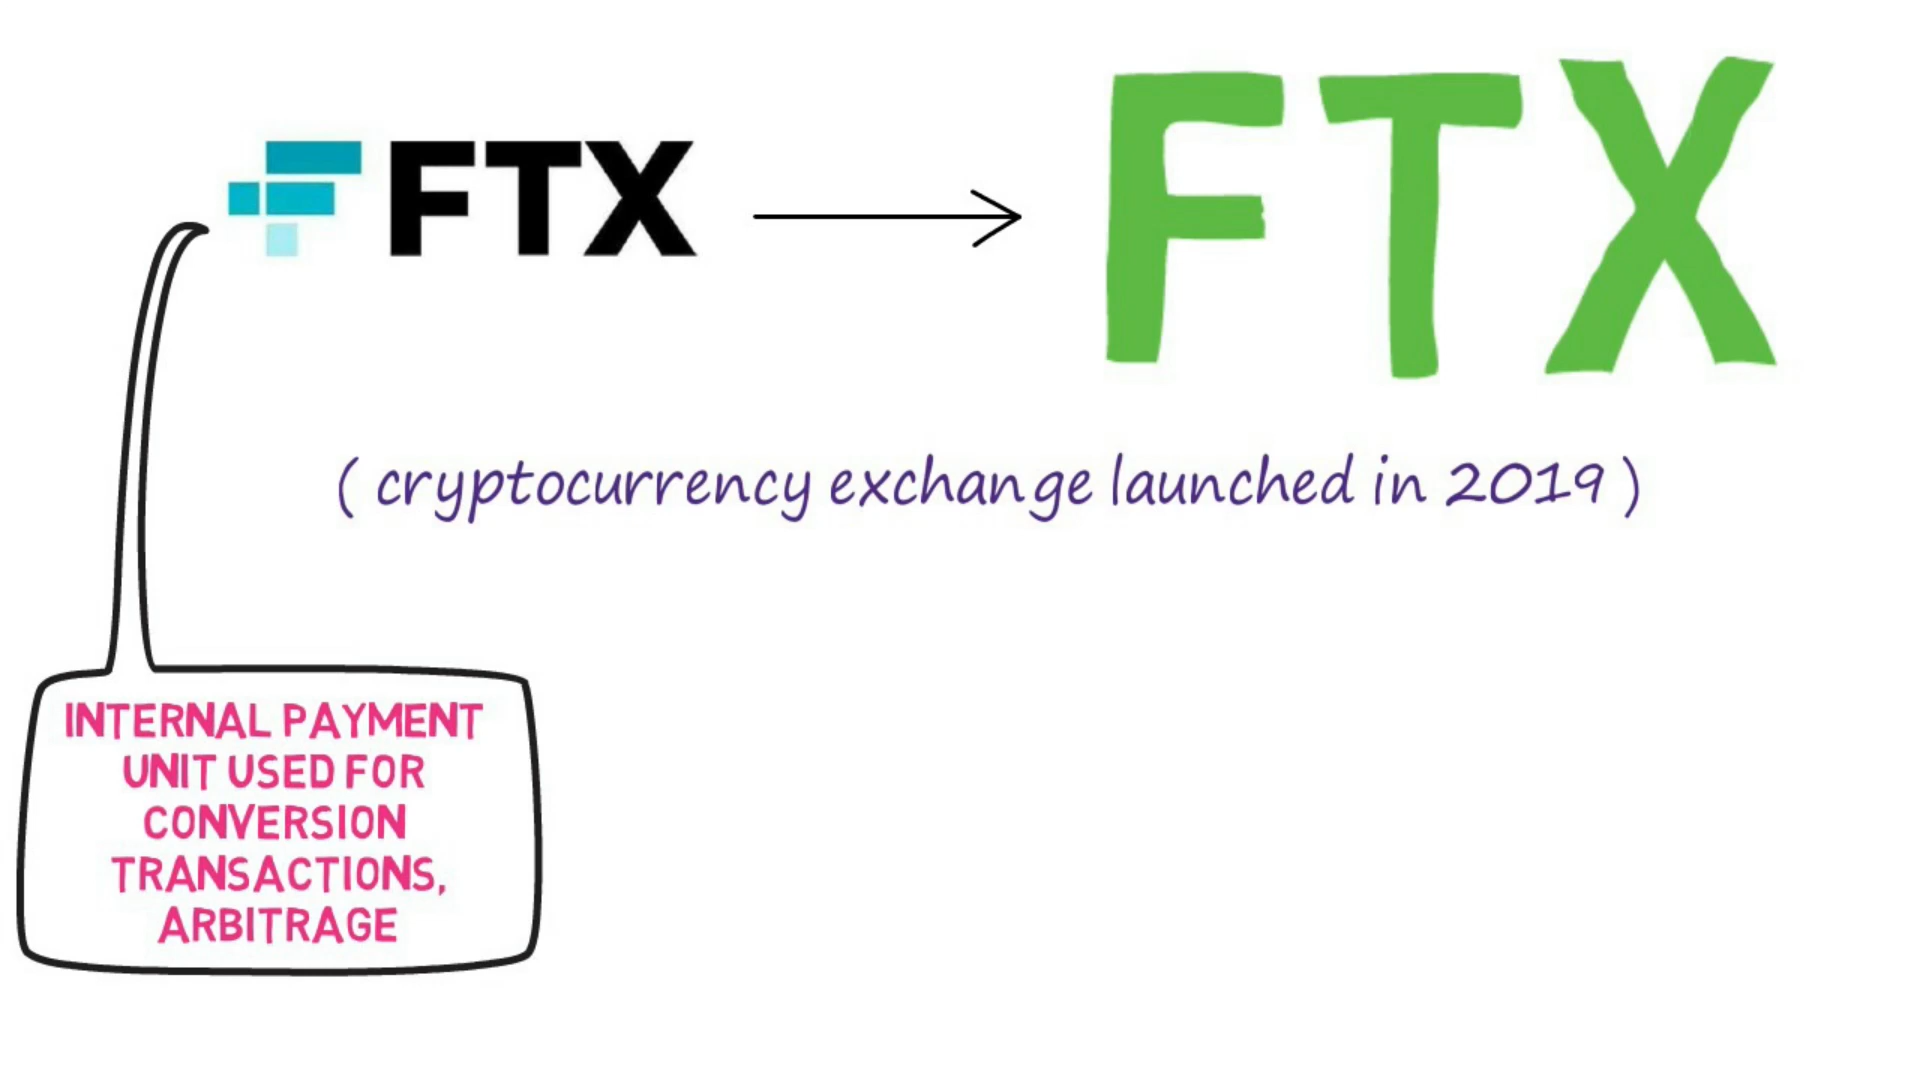 FTX
FTX
( cryptocurrency exchange launched in 2019 )
INTERNAL PAYMENT
UNIT USED FOR
CONVERSION
TRANSACTIONS,
ARBITRAGE